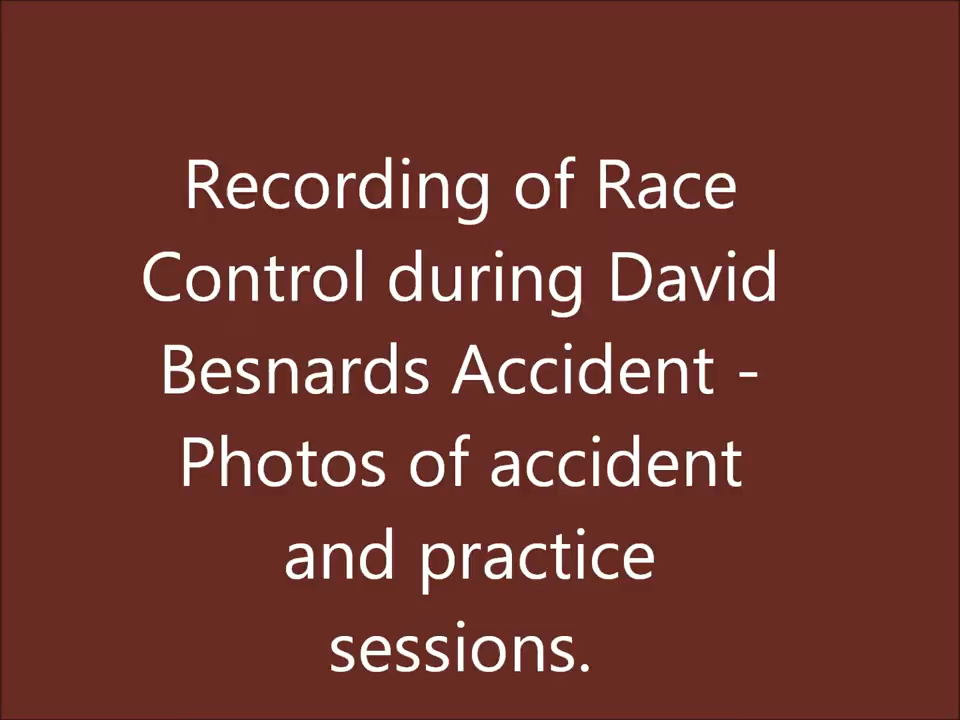 Recording of Race
Control during David
Besnards Accident -
Photos of accident
and practice
sessions.